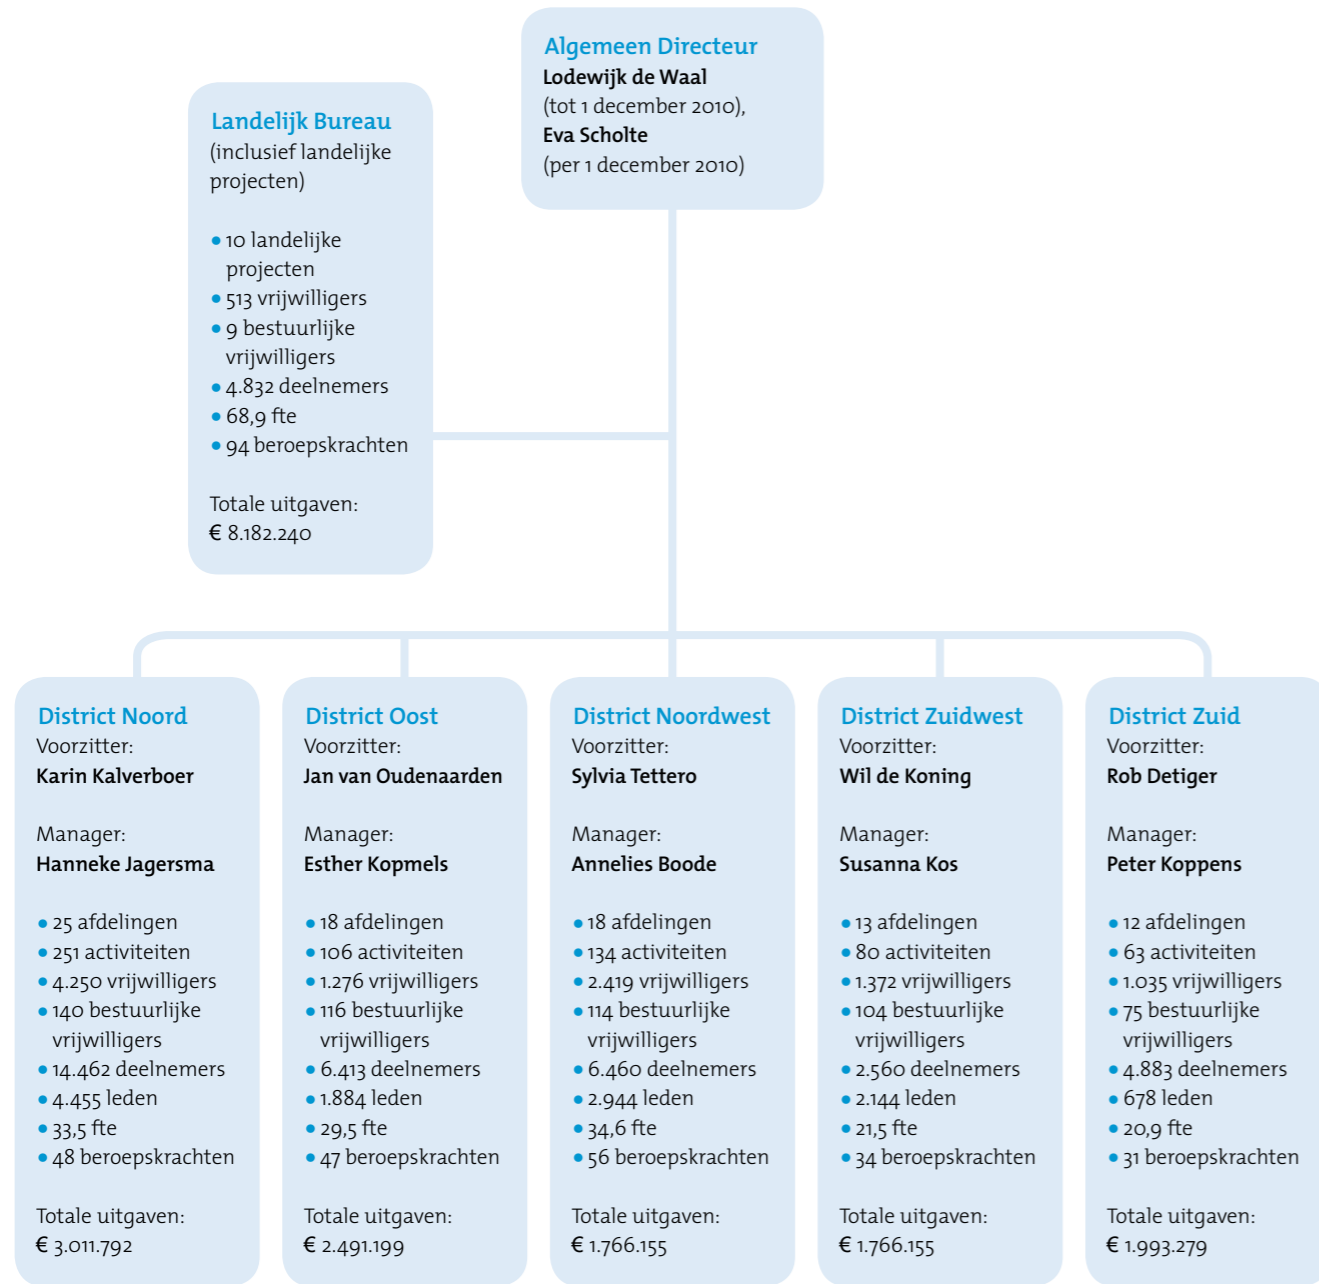 Algemeen Directeur
Lodewijk de Waal
(tot 1 december 2010),
Eva Scholte
(per 1 december 2010)
Landelijk Bureau
(inclusief landelijke
projecten)
• 10 landelijke
projecten
• 513 vrijwilligers
• 9 bestuurlijke
vrijwilligers
• 4.832 deelnemers
• 68,9 fte
• 94 beroepskrachten
Totale uitgaven:
€ 8.182.240
District Noord
Voorzitter:
Karin Kalverboer
Manager:
Hanneke Jagersma
• 25 afdelingen
• 251 activiteiten
• 4.250 vrijwilligers
• 140 bestuurlijke
vrijwilligers
• 14.462 deelnemers
• 4.455 leden
• 33,5 fte
• 48 beroepskrachten
Totale uitgaven:
€ 3.011.792
District Oost
Voorzitter:
Jan van Oudenaarden
Manager:
Esther Kopmels
• 18 afdelingen
• 106 activiteiten
• 1.276 vrijwilligers
• 116 bestuurlijke
vrijwilligers
• 6.413 deelnemers
• 1.884 leden
• 29,5 fte
• 47 beroepskrachten
Totale uitgaven:
€ 2.491.199
District Noordwest
Voorzitter:
Sylvia Tettero
Manager:
Annelies Boode
• 18 afdelingen
• 134 activiteiten
• 2.419 vrijwilligers
• 114 bestuurlijke
vrijwilligers
• 6.460 deelnemers
• 2.944 leden
• 34,6 fte
• 56 beroepskrachten
Totale uitgaven:
€ 1.766.155
District Zuidwest
Voorzitter:
Wil de Koning
Manager:
Susanna Kos
• 13 afdelingen
• 80 activiteiten
• 1.372 vrijwilligers
• 104 bestuurlijke
vrijwilligers
• 2.560 deelnemers
• 2.144 leden
• 21,5 fte
• 34 beroepskrachten
Totale uitgaven:
€ 1.766.155
District Zuid
Voorzitter:
Rob Detiger
Manager:
Peter Koppens
• 12 afdelingen
• 63 activiteiten
• 1.035 vrijwilligers
• 75 bestuurlijke
vrijwilligers
• 4.883 deelnemers
• 678 leden
• 20,9 fte
• 31 beroepskrachten
Totale uitgaven:
€ 1.993.279